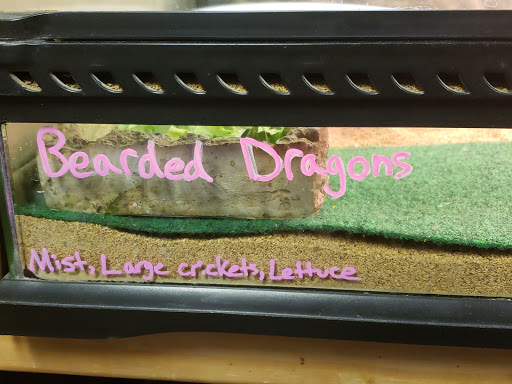 Bearded Dragons
Mist, Large crickets, Lettuce